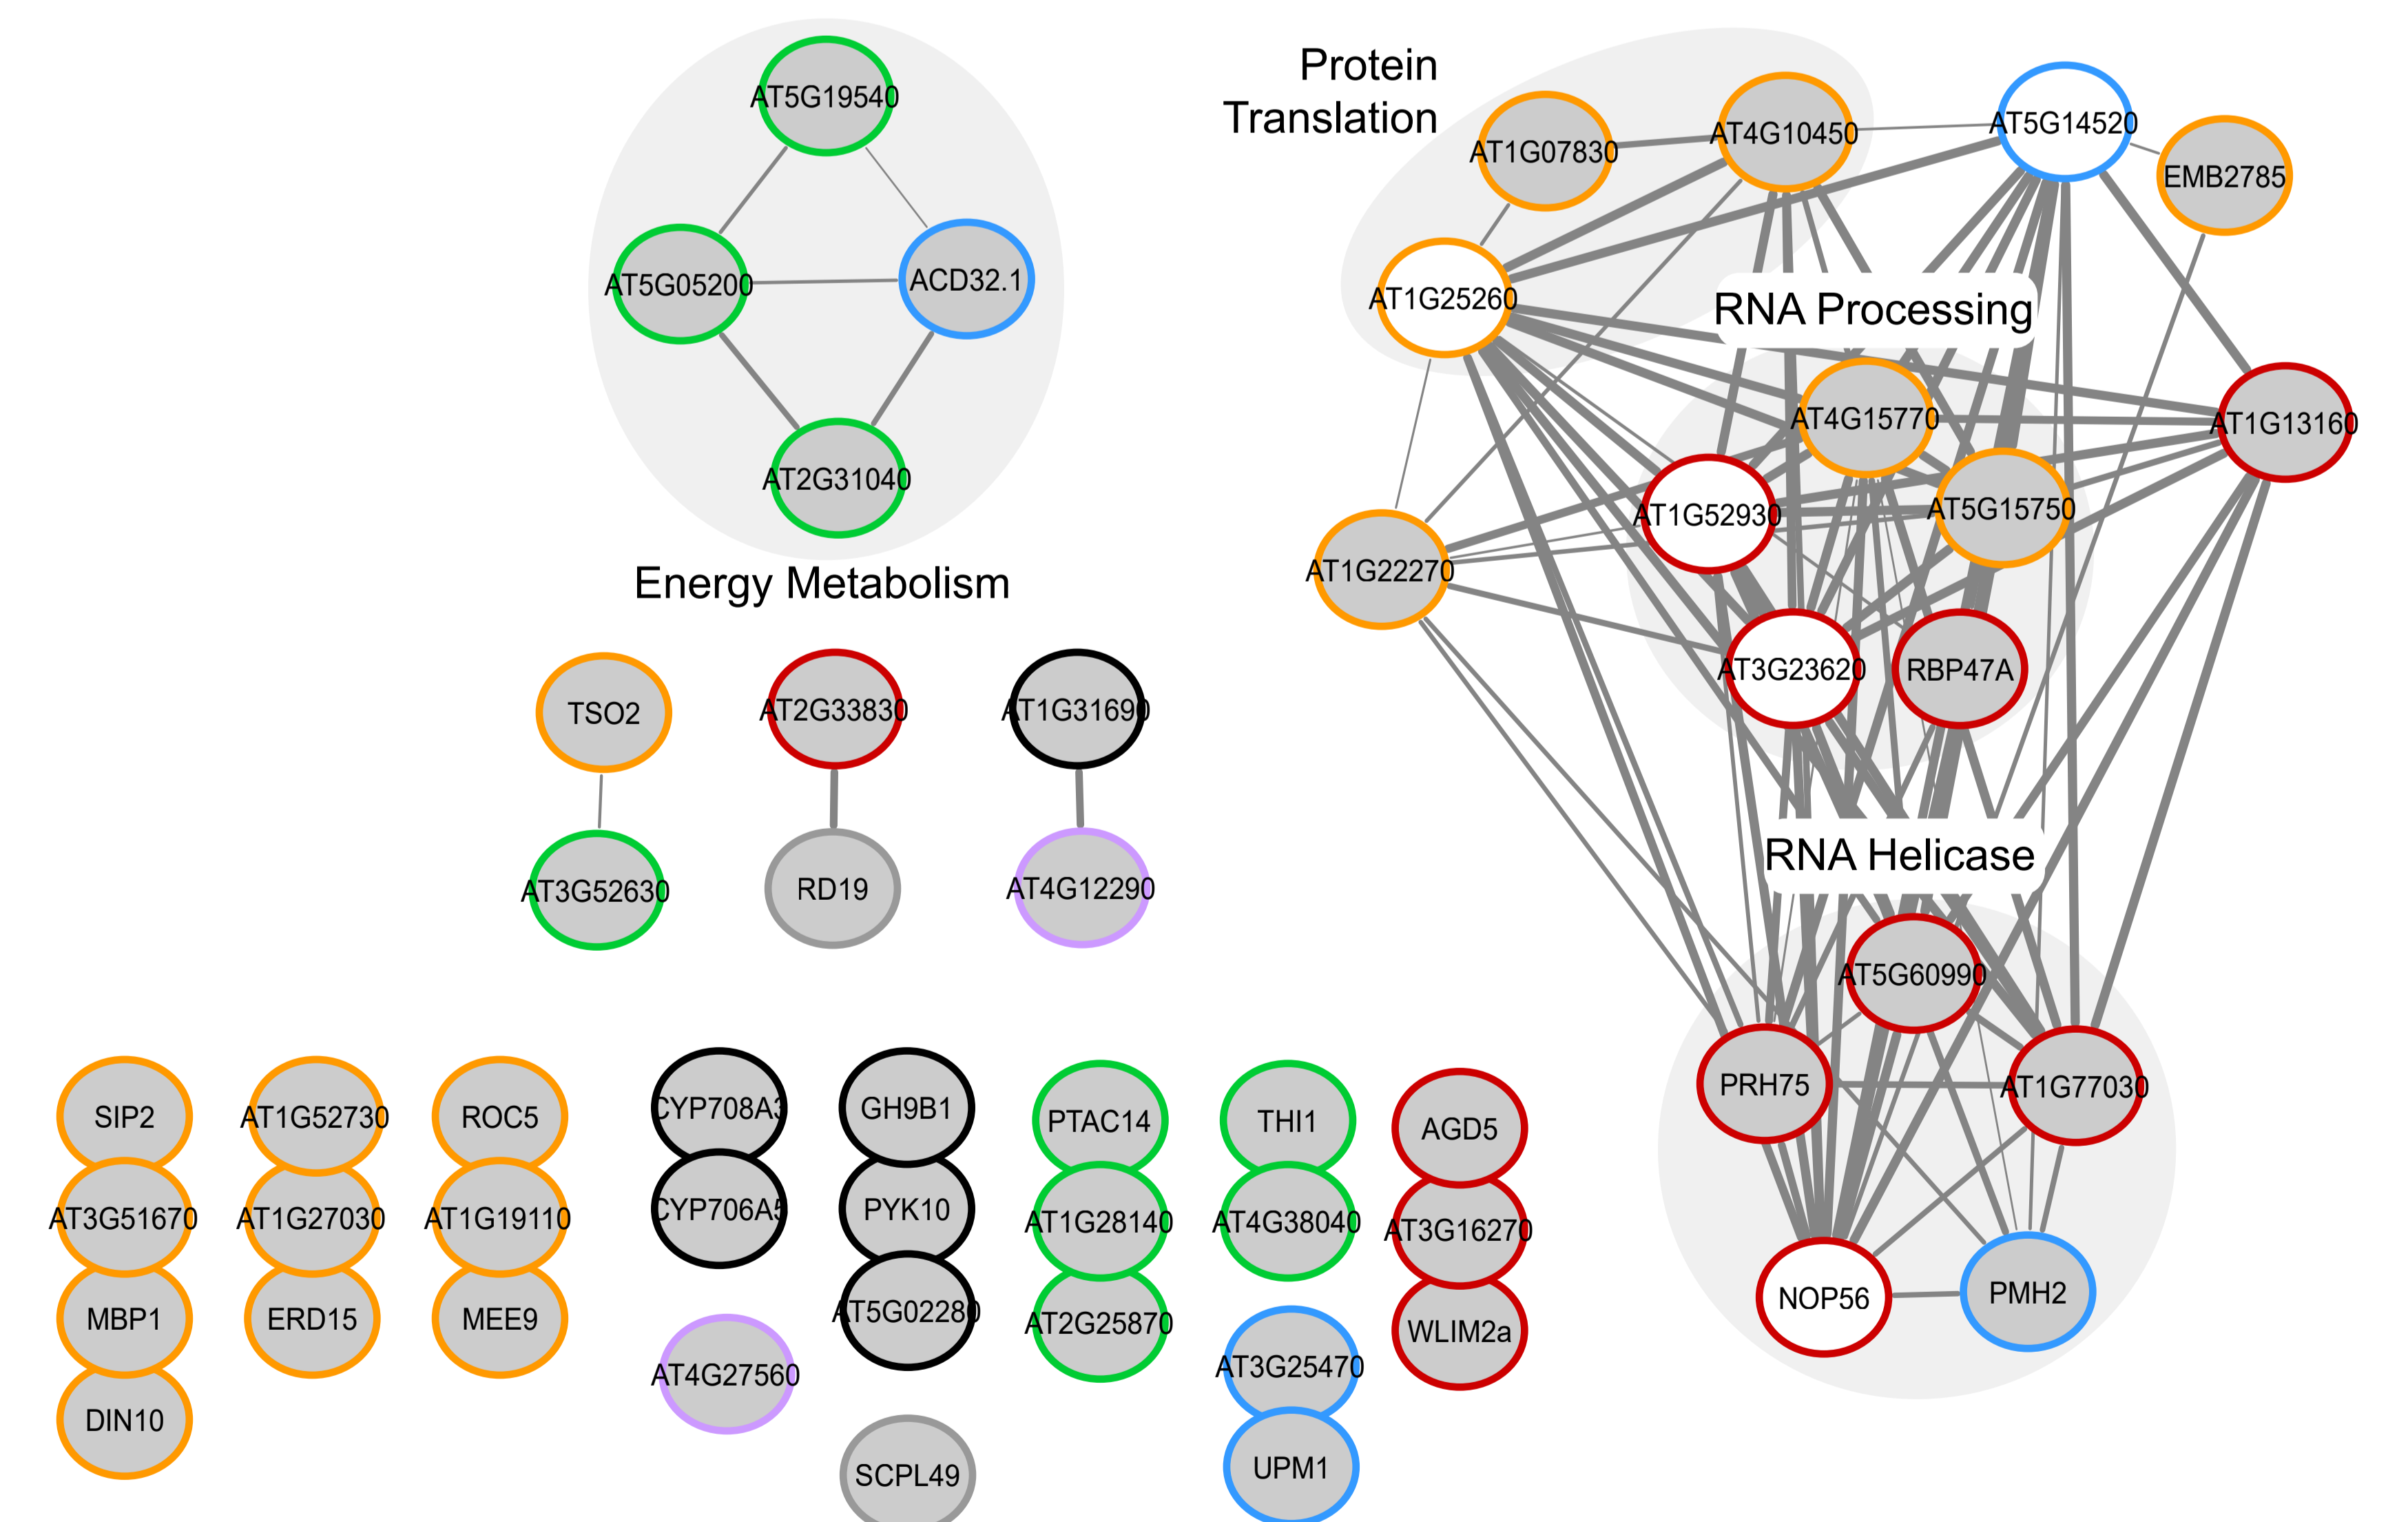 AT5G19540
AT5G05200
ACD32.1
AT2G31040
Energy Metabolism
Protein
Translation
AT1G07830
AT4G10450
AT5G14520
EMB2785
AT1G25260
RNA Processing
AT4G15770
AT1G13160
AT1G52930
AT5G15750
AT1G22270
AT3G23620
RBP47A
RNA Helicase
AT5G60990
PRH75
AT1G77030
NOP56
PMH2
TSO2
AT2G33830
AT1G31690
AT3G52630
RD19
AT4G12290
SIP2
AT3G51670
MBP1
DIN10
AT1G52730
AT1G27030
ERD15
ROC5
AT1G19110
MEE9
CYP708A3
CYP706A5
AT4G27560
GH9B1
PYK10
AT5G02280
SCPL49
PTAC14
AT1G28140
AT2G25870
THI1
AT4G38040
AT3G25470
UPM1
AGD5
AT3G16270
WLIM2a